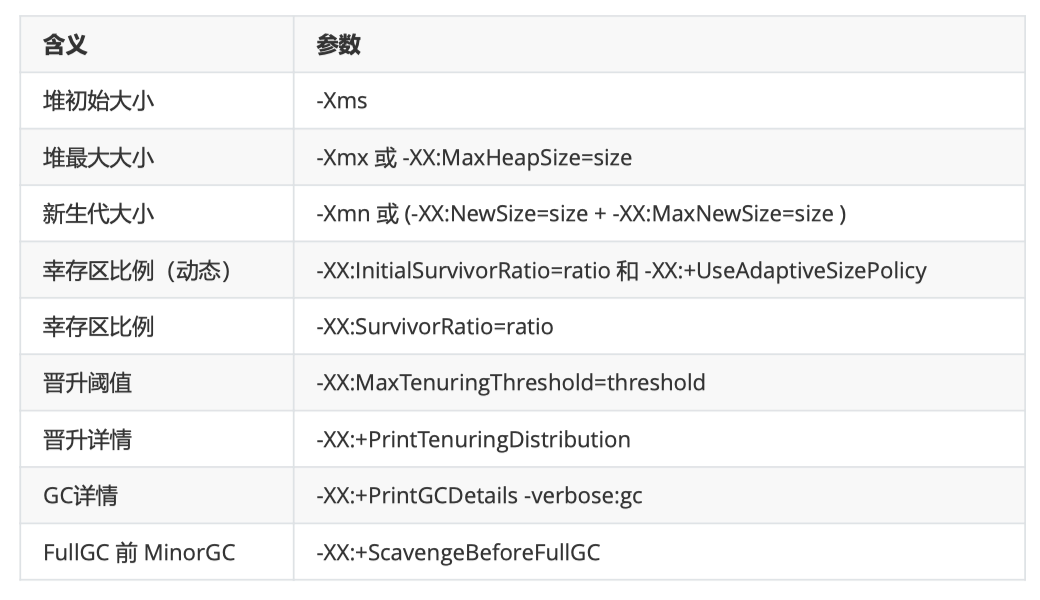 含义 参数
堆初始大小 -Xms
堆最大大小 -Xmx 或 -XX:MaxHeapSize=size
新生代大小 -Xmn 或 (-XX:NewSize=size + -XX:MaxNewSize=size )
幸存区比例（动态） -XX:InitialSurvivorRatio=ratio 和 -XX:+UseAdaptiveSizePolicy
幸存区比例 -XX:SurvivorRatio=ratio
晋升阈值 -XX:MaxTenuringThreshold=threshold
晋升详情 -XX:+PrintTenuringDistribution
GC详情 -XX:+PrintGCDetails -verbose:gc
FullGC 前 MinorGC -XX:+ScavengeBeforeFullGC